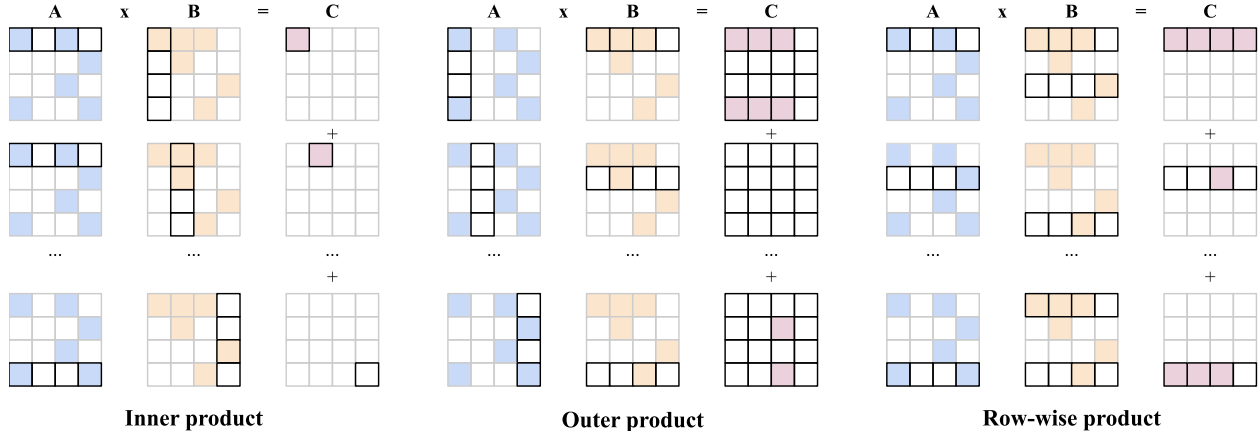 A x B = C
A x B = C
A x B = C
+
+
+
... ... ...
... ... ...
... ... ...
+
+
+
Inner product
Outer product
Row-wise product